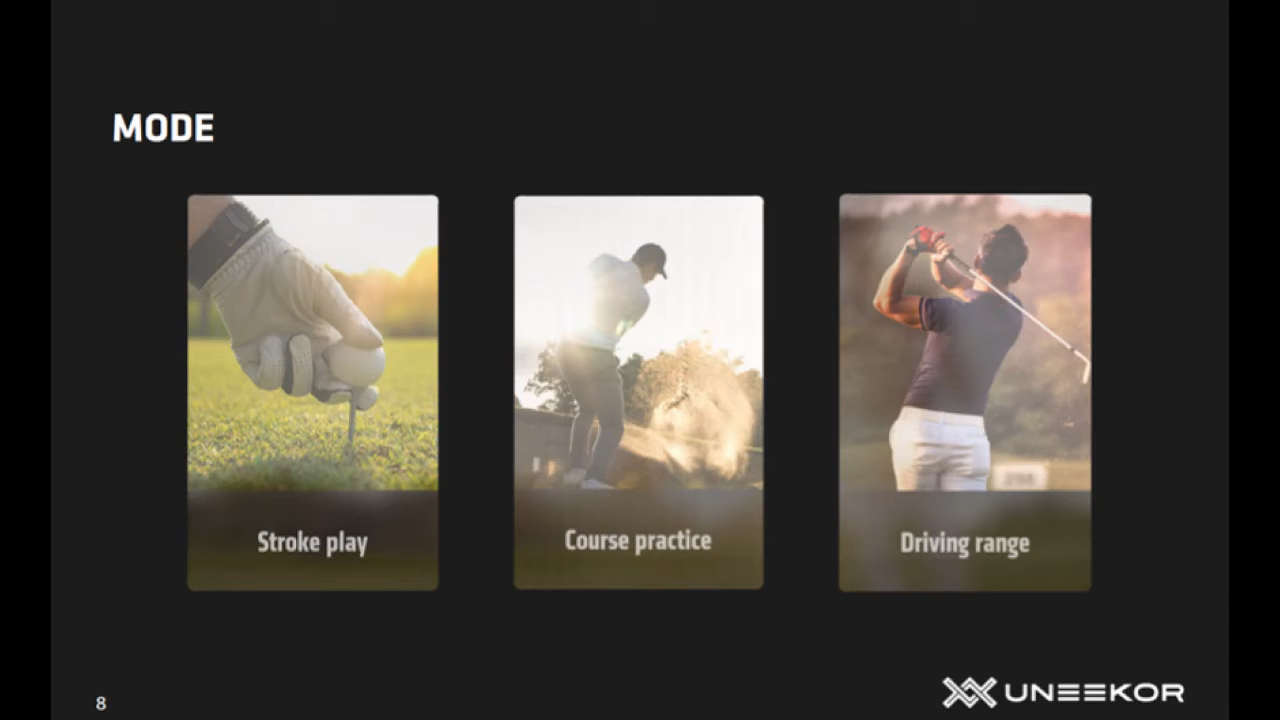 MODE
Stroke play
Course practice
Driving range
8
UNEEKOR